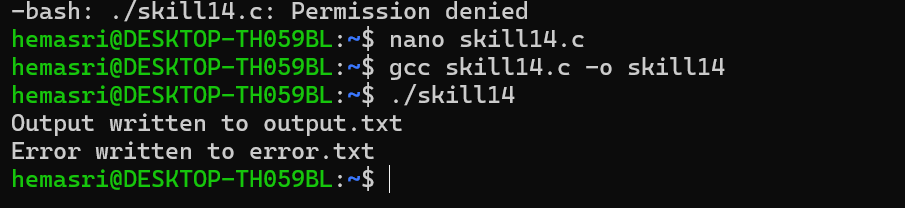 -bash: ./skill14.c: Permission denied
hemasri@DESKTOP-TH059BL:~$ nano skill14.c
hemasri@DESKTOP-TH059BL:~$ gcc skill14.c -o skill14
hemasri@DESKTOP-TH059BL:~$ ./skill14
Output written to output.txt
Error written to error.txt
hemasri@DESKTOP-TH059BL:~$